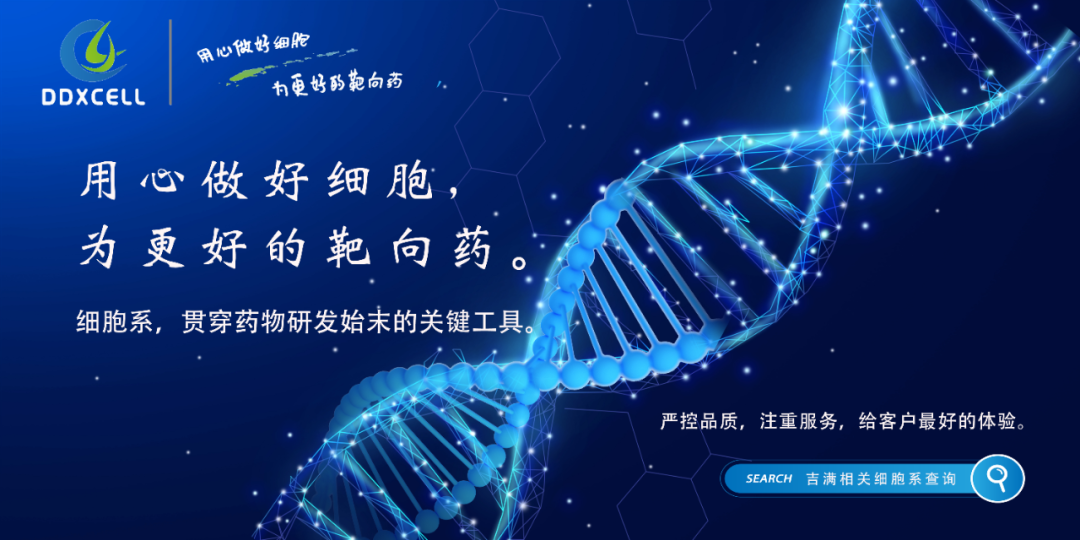 DDXCELL
用心做好细胞
为更好的靶向药
用心做好细胞，
为更好的靶向药。
细胞系，贯穿药物研发始末的关键工具。
严控品质，注重服务，给客户最好的体验。
SEARCH 吉满相关细胞系查询